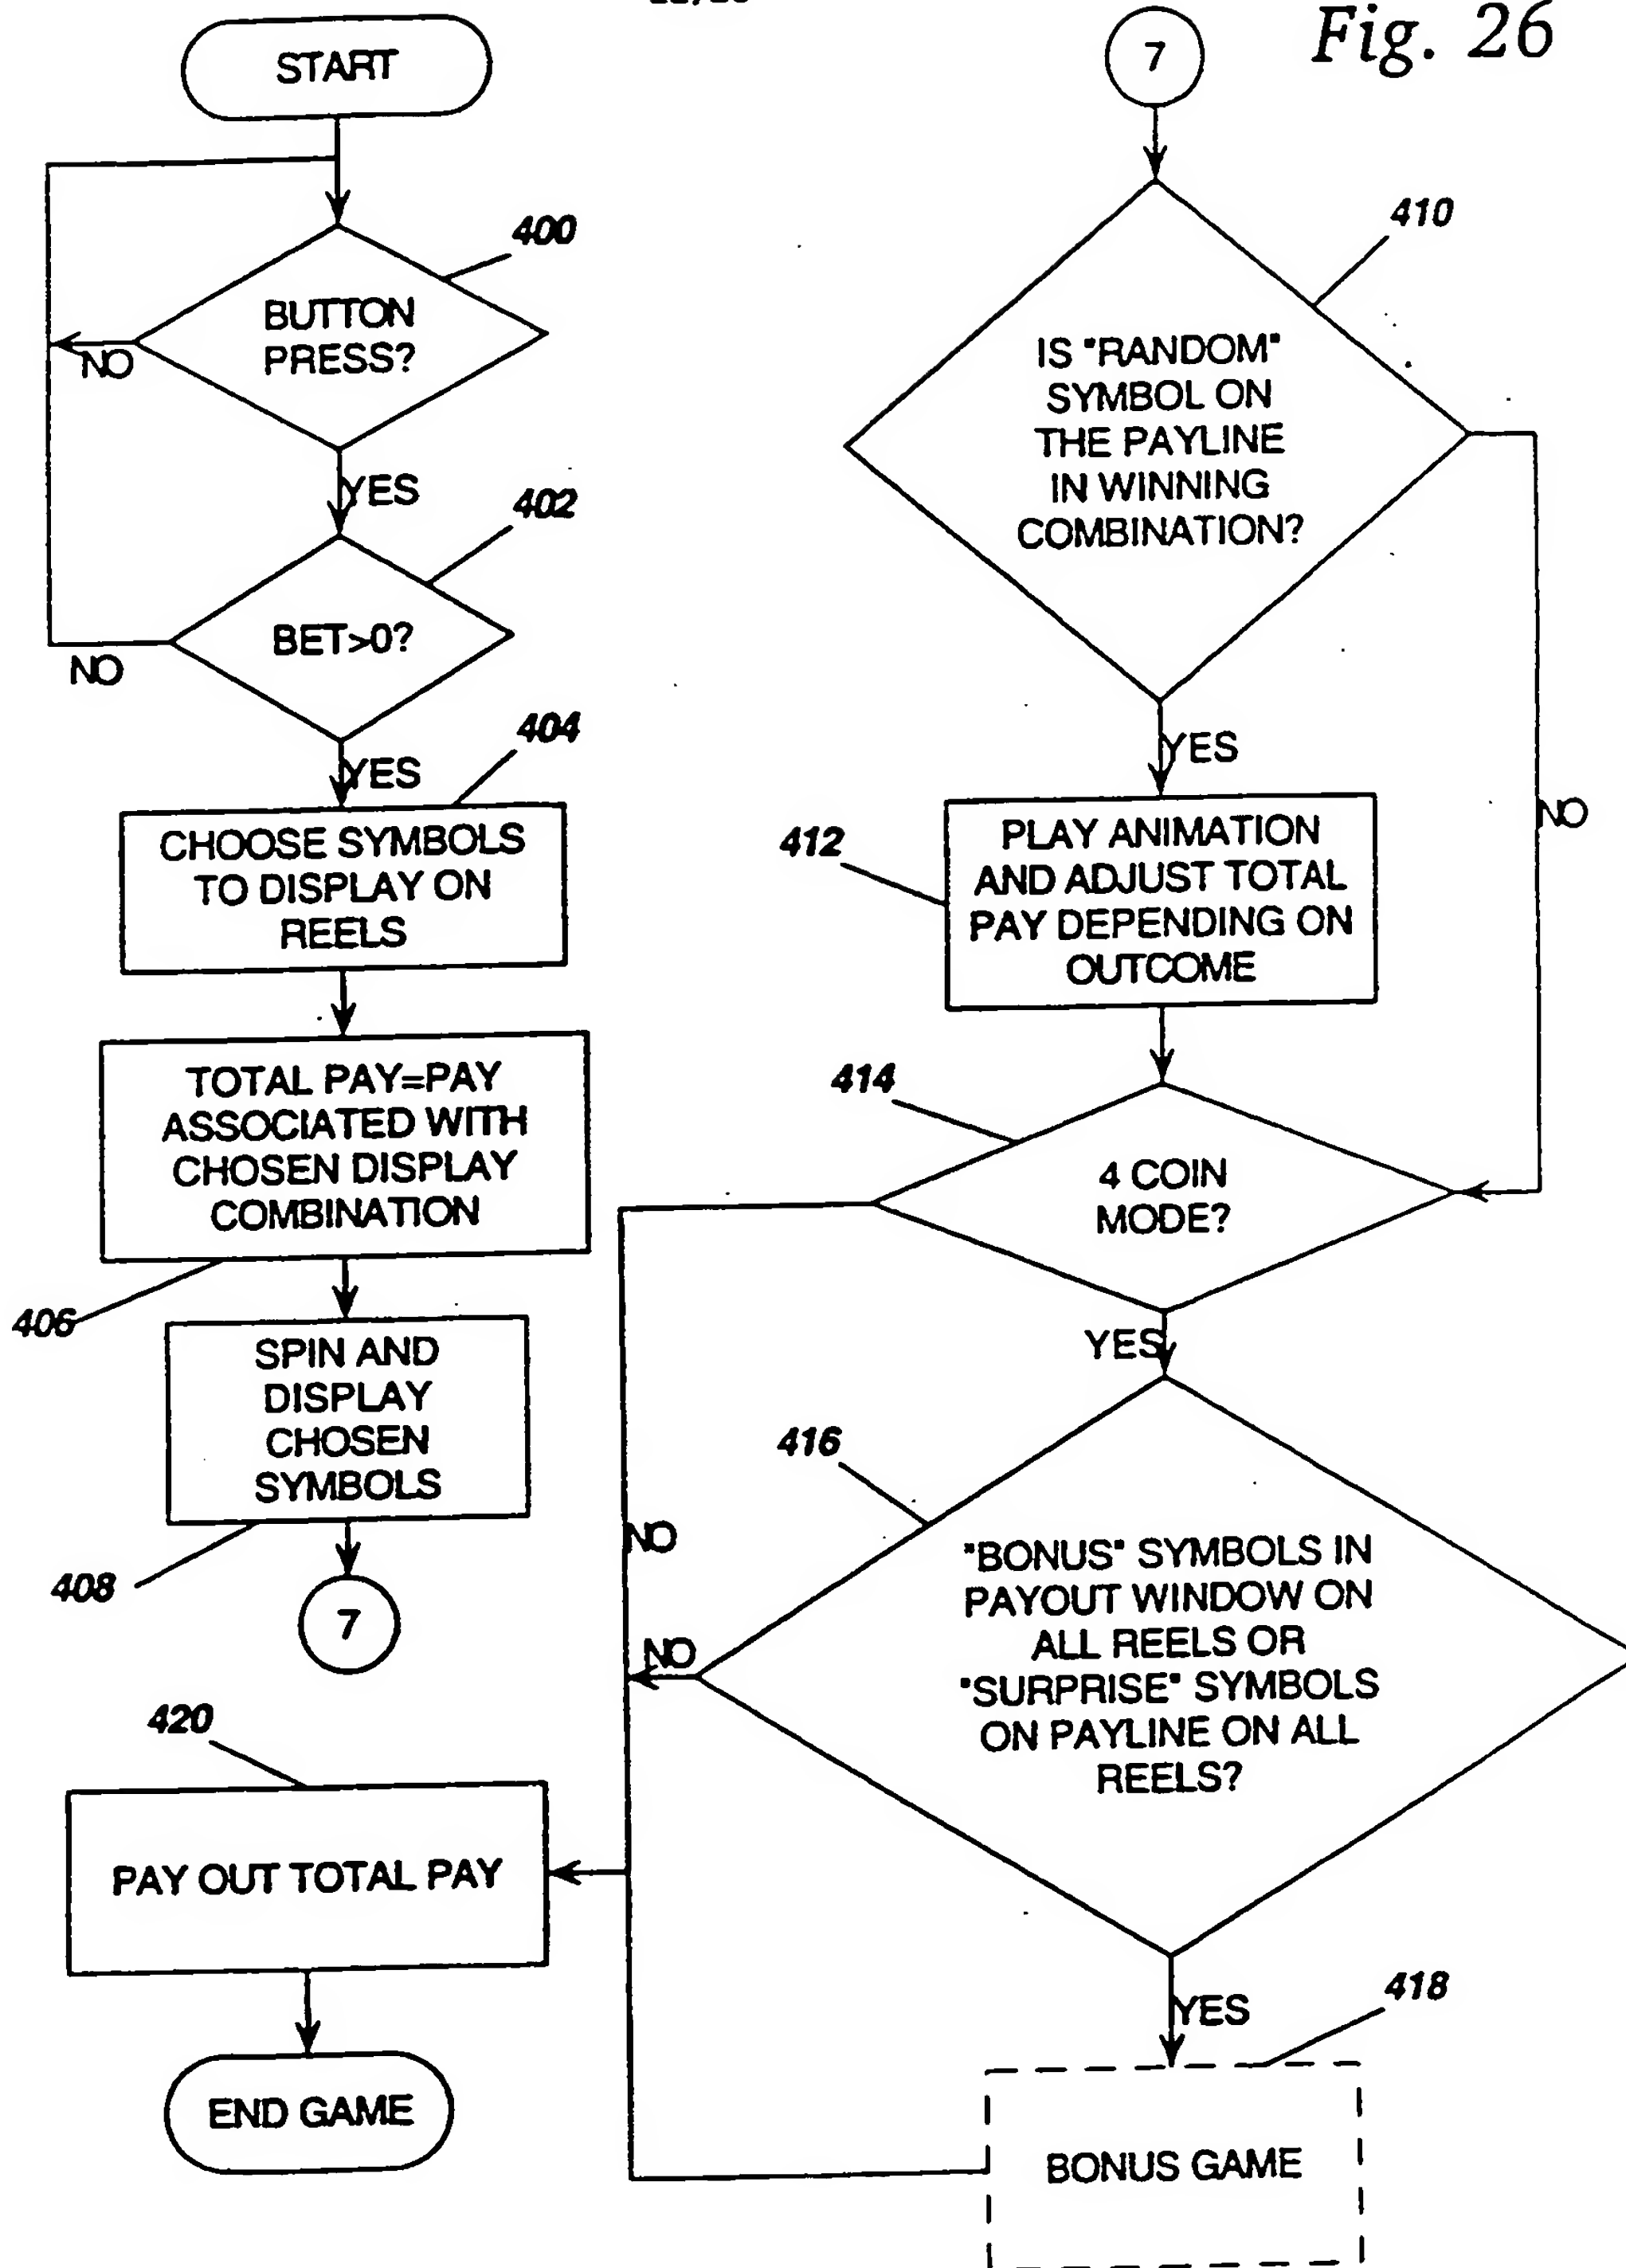 Fig. 26
START
400
BUTTON
PRESS?
NO
YES
402
BET>0?
NO
YES
404
CHOOSE SYMBOLS
TO DISPLAY ON
REELS
TOTAL PAY=PAY
ASSOCIATED WITH
CHOSEN DISPLAY
COMBINATION
406
SPIN AND
DISPLAY
CHOSEN
SYMBOLS
408
7
420
PAY OUT TOTAL PAY
END GAME
7
410
IS "RANDOM"
SYMBOL ON
THE PAYLINE
IN WINNING
COMBINATION?
YES
NO
412
PLAY ANIMATION
AND ADJUST TOTAL
PAY DEPENDING ON
OUTCOME
414
4 COIN
MODE?
YES
NO
416
"BONUS" SYMBOLS IN
PAYOUT WINDOW ON
ALL REELS OR
"SURPRISE" SYMBOLS
ON PAYLINE ON ALL
REELS?
NO
YES
418
BONUS GAME